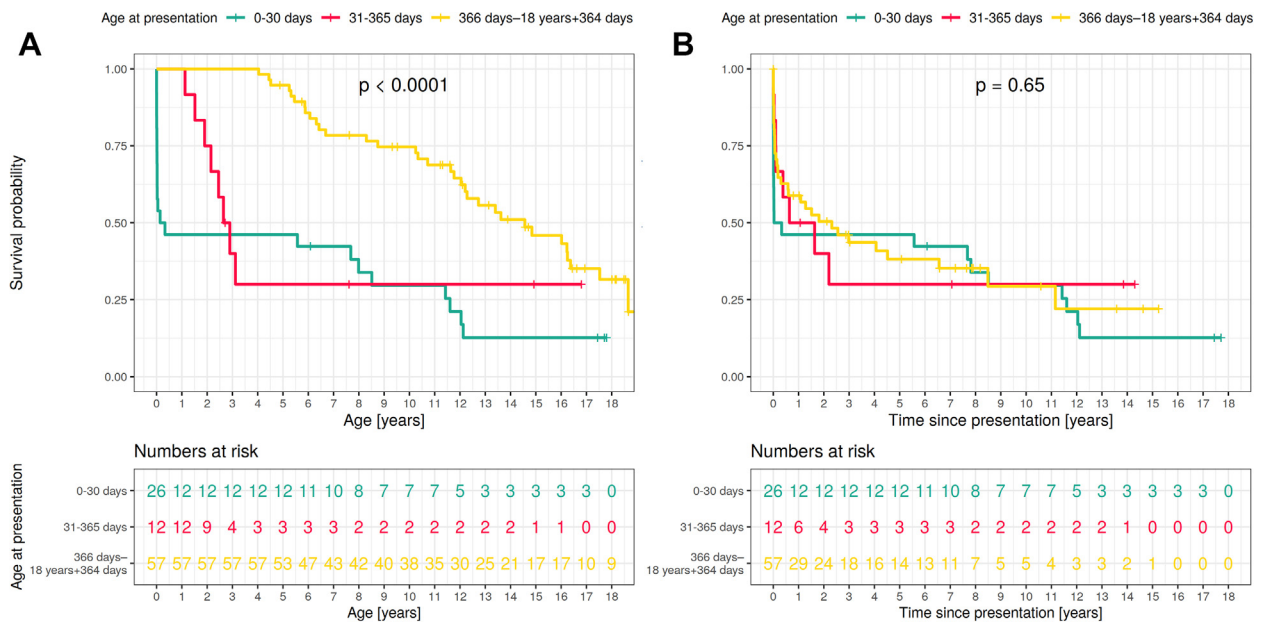 Age at presentation 0-30 days 31-365 days 366 days–18 years+364 days
A
Survival probability
1.00
0.75
0.50
0.25
0.00
p < 0.0001
0 1 2 3 4 5 6 7 8 9 10 11 12 13 14 15 16 17 18
Age [years]
Numbers at risk
Age at presentation
0-30 days 26 12 12 12 12 12 11 10 8 7 7 7 5 3 3 3 3 3 0
31-365 days 12 12 9 4 3 3 3 3 2 2 2 2 2 2 2 1 1 0 0
366 days–
18 years+364 days 57 57 57 57 57 53 47 43 42 40 38 35 30 25 21 17 17 10 9
0 1 2 3 4 5 6 7 8 9 10 11 12 13 14 15 16 17 18
Age [years]
Age at presentation 0-30 days 31-365 days 366 days–18 years+364 days
B
1.00
0.75
0.50
0.25
0.00
p = 0.65
0 1 2 3 4 5 6 7 8 9 10 11 12 13 14 15 16 17 18
Time since presentation [years]
Numbers at risk
0-30 days 26 12 12 12 12 12 11 10 8 7 7 7 5 3 3 3 3 3 0
31-365 days 12 6 4 3 3 3 3 3 2 2 2 2 2 2 1 0 0 0 0
366 days–
18 years+364 days 57 29 24 18 16 14 13 11 7 5 5 4 3 3 2 1 0 0 0
0 1 2 3 4 5 6 7 8 9 10 11 12 13 14 15 16 17 18
Time since presentation [years]